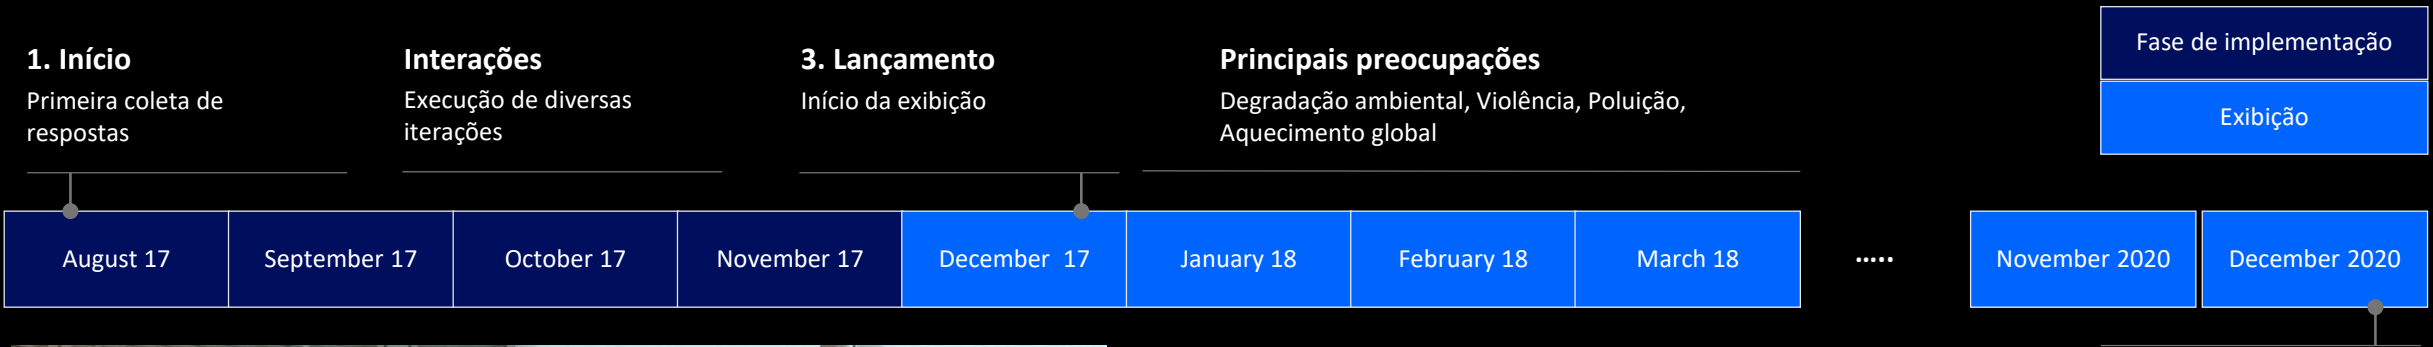 1. Início
Primeira coleta de
respostas
Interações
Execução de diversas
iterações
3. Lançamento
Início da exibição
Principais preocupações
Degradação ambiental, Violência, Poluição,
Aquecimento global
Fase de implementação
Exibição
August 17
September 17
October 17
November 17
December 17
January 18
February 18
March 18
.....
November 2020
December 2020